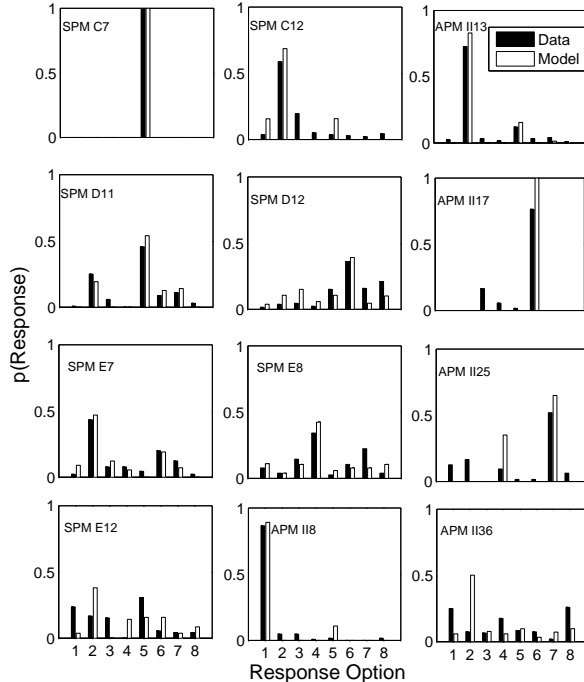 SPM C7
1
0.5
0
SPM C12
1
0.5
0
APM II13
1
0.5
0
Data
Model
SPM D11
1
0.5
0
SPM D12
1
0.5
0
APM II17
1
0.5
0
p(Response)
SPM E7
1
0.5
0
SPM E8
1
0.5
0
APM II25
1
0.5
0
SPM E12
1
0.5
0
1 2 3 4 5 6 7 8
APM II8
1
0.5
0
1 2 3 4 5 6 7 8
APM II36
1
0.5
0
1 2 3 4 5 6 7 8
Response Option